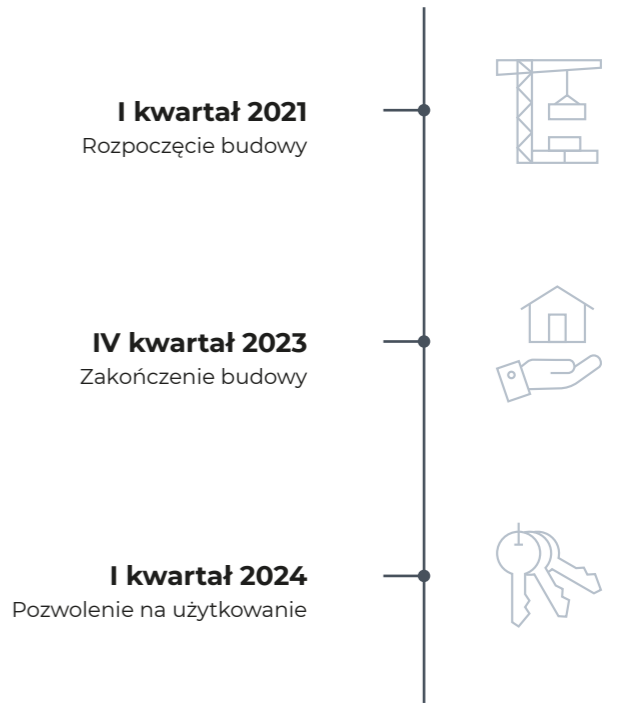 I kwartał 2021
Rozpoczęcie budowy
IV kwartał 2023
Zakończenie budowy
I kwartał 2024
Pozwolenie na użytkowanie